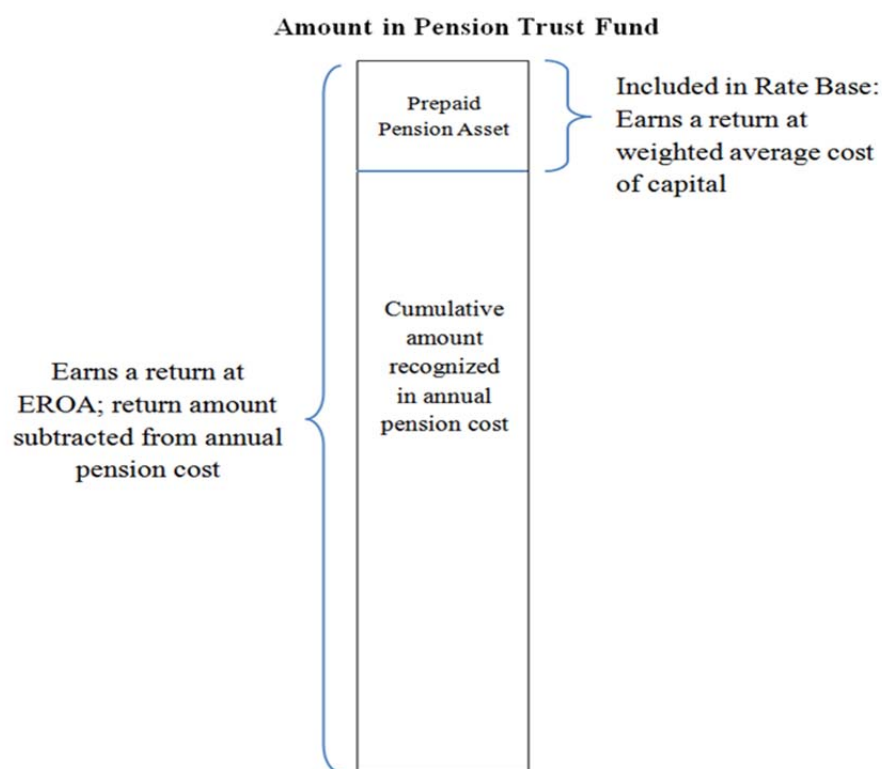 Amount in Pension Trust Fund
Prepaid
Pension Asset
Included in Rate Base:
Earns a return at
weighted average cost
of capital
Cumulative
amount
recognized
in annual
pension cost
Earns a return at
EROA; return amount
subtracted from annual
pension cost